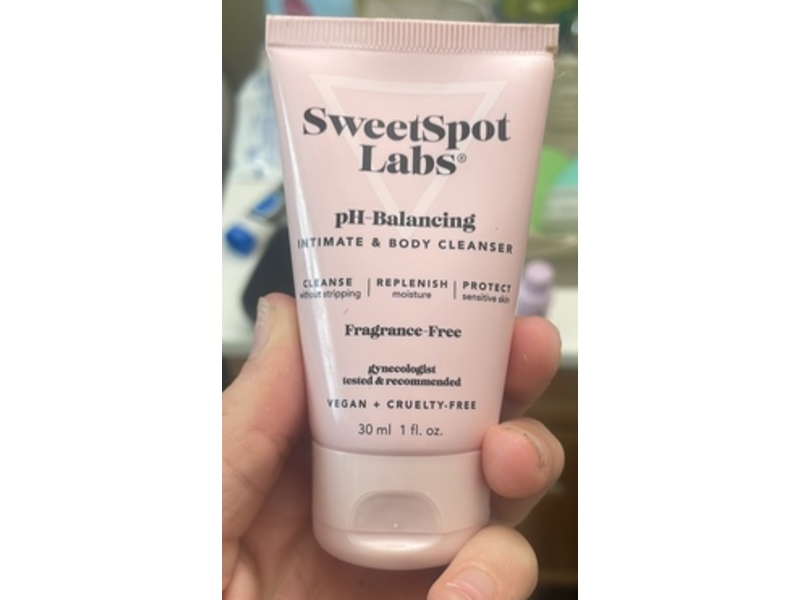 SweetSpot
Labs®
pH-Balancing
INTIMATE & BODY CLEANSER
CLEANSE | REPLENISH | PROTECT
without stripping moisture sensitive skin
Fragrance-Free
gynecologist
tested & recommended
VEGAN + CRUELTY-FREE
30 ml 1 fl. oz.